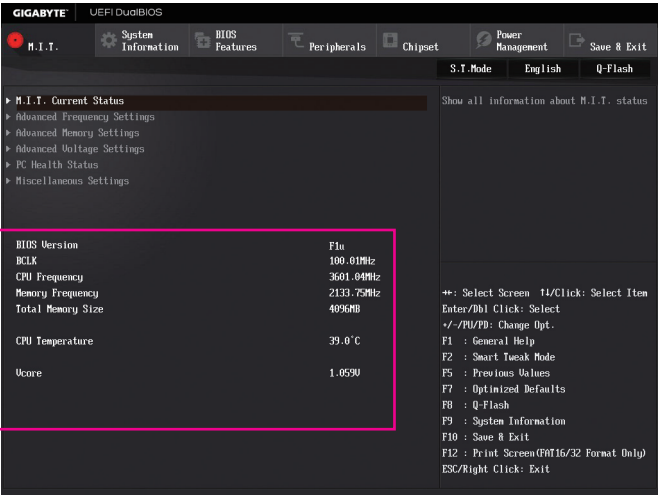 GIGABYTE™ UEFI DualBIOS
M.I.T.
System Information
BIOS Features
Peripherals
Chipset
Power Management
Save & Exit
S.T.Mode English Q-Flash
M.I.T. Current Status
Show all information about M.I.T. status
Advanced Frequency Settings
Advanced Memory Settings
Advanced Voltage Settings
PC Health Status
Miscellaneous Settings
BIOS Version F1u
BCLK 100.01MHz
CPU Frequency 3601.04MHz
Memory Frequency 2133.75MHz
Total Memory Size 4096MB
CPU Temperature 39.0°C
Vcore 1.059V
→←: Select Screen ↑↓/Click: Select Item
Enter/Dbl Click: Select
+/-/PU/PD: Change Opt.
F1 : General Help
F2 : Smart Tweak Mode
F5 : Previous Values
F7 : Optimized Defaults
F8 : Q-Flash
F9 : System Information
F10 : Save & Exit
F12 : Print Screen(FAT16/32 Format Only)
ESC/Right Click: Exit